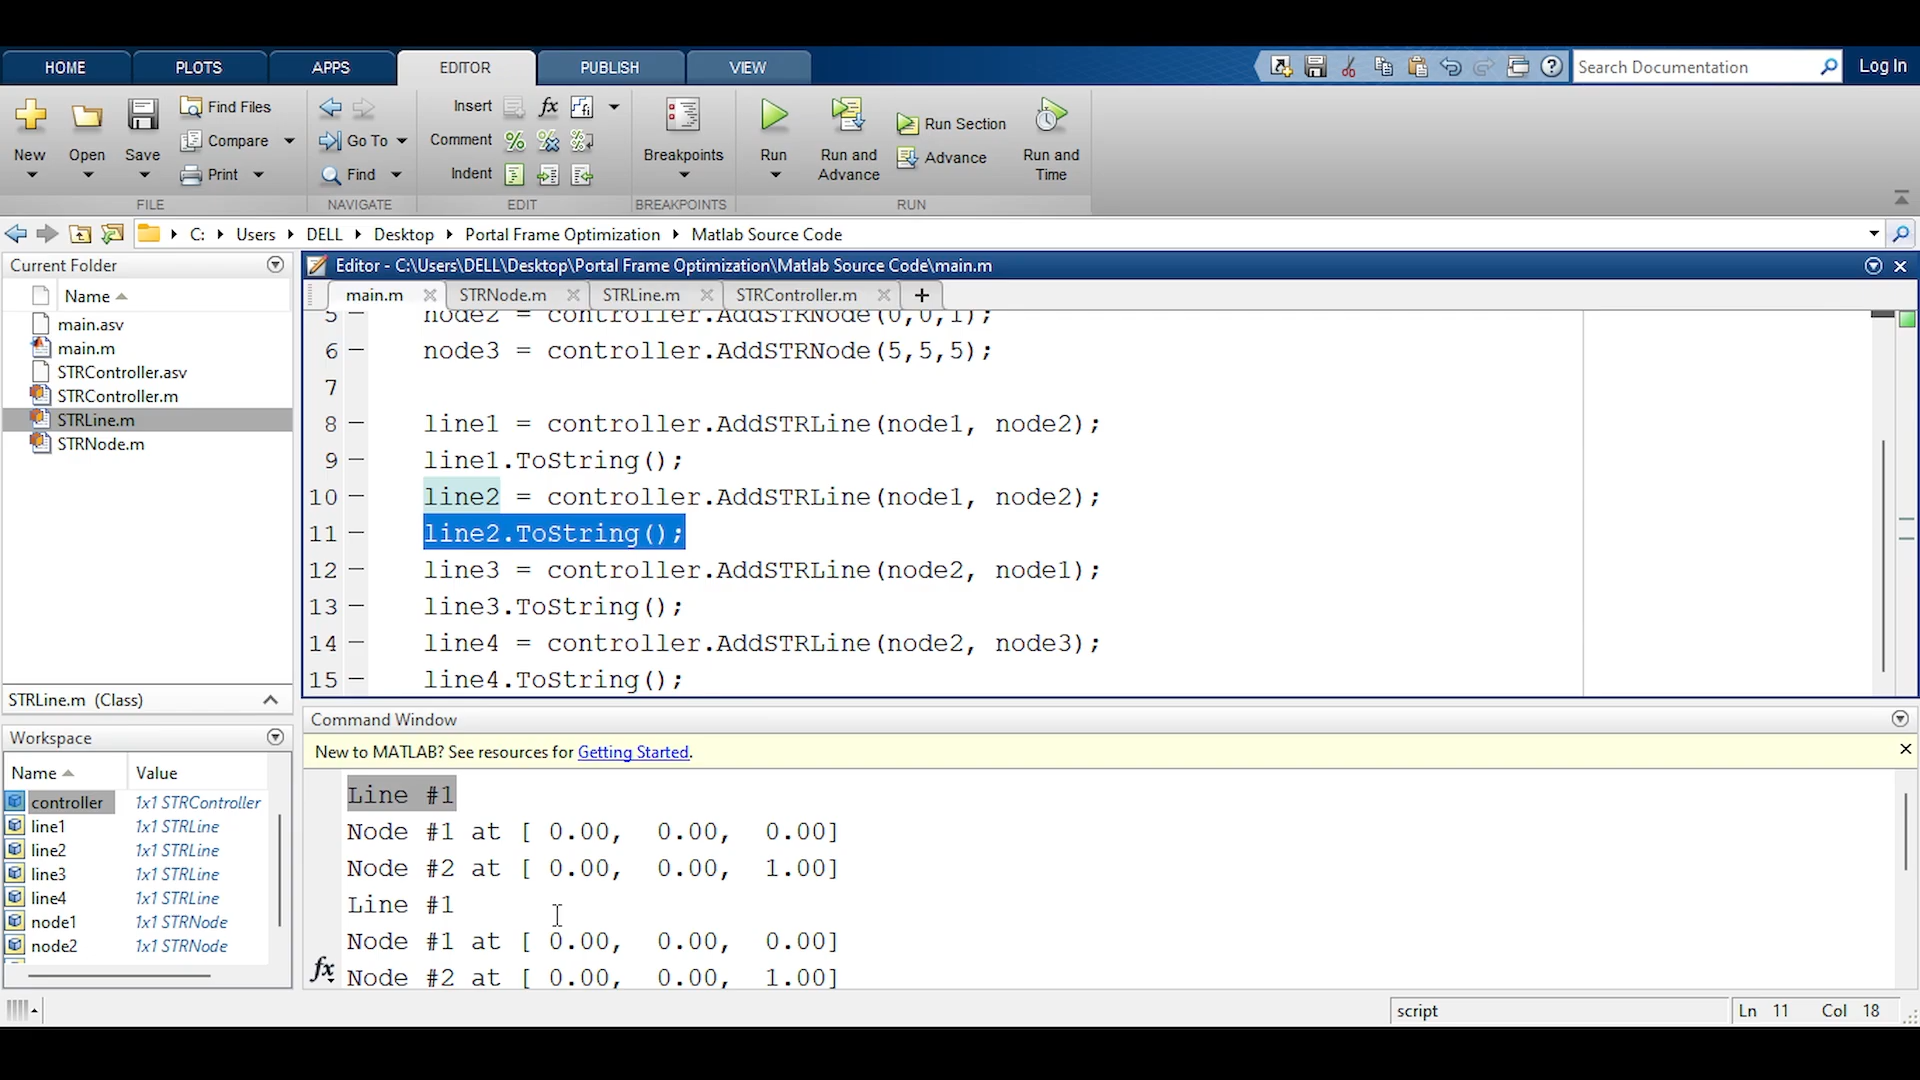 HOME PLOTS APPS EDITOR PUBLISH VIEW Search Documentation Log In
New Open Save Find Files Compare Print
FILE
Go To Find
NAVIGATE
Insert fx
Comment
Indent
EDIT
Breakpoints
BREAKPOINTS
Run Run and Advance Run Section Advance Run and Time
RUN
C: Users DELL Desktop Portal Frame Optimization Matlab Source Code
Current Folder
Name
main.asv
main.m
STRController.asv
STRController.m
STRLine.m
STRNode.m
STRLine.m (Class)
Workspace
Name Value
controller 1x1 STRController
line1 1x1 STRLine
line2 1x1 STRLine
line3 1x1 STRLine
line4 1x1 STRLine
node1 1x1 STRNode
node2 1x1 STRNode
Editor - C:\Users\DELL\Desktop\Portal Frame Optimization\Matlab Source Code\main.m
main.m STRNode.m STRLine.m STRController.m
5 node2 = controller.AddSTRNode(0,0,1);
6 node3 = controller.AddSTRNode(5,5,5);
7
8 line1 = controller.AddSTRLine(node1, node2);
9 line1.ToString();
10 line2 = controller.AddSTRLine(node1, node2);
11 line2.ToString();
12 line3 = controller.AddSTRLine(node2, node1);
13 line3.ToString();
14 line4 = controller.AddSTRLine(node2, node3);
15 line4.ToString();
Command Window
New to MATLAB? See resources for Getting Started.
Line #1
Node #1 at [ 0.00, 0.00, 0.00]
Node #2 at [ 0.00, 0.00, 1.00]
Line #1
Node #1 at [ 0.00, 0.00, 0.00]
fx Node #2 at [ 0.00, 0.00, 1.00]
script Ln 11 Col 18